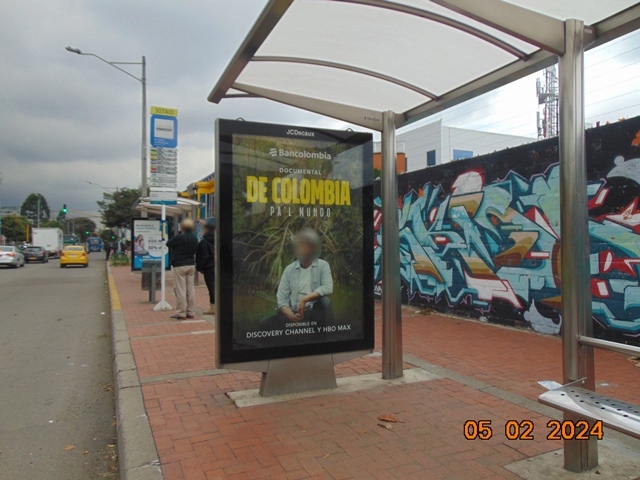 JCDecaux
Bancolombia
DOCUMENTAL
DE COLOMBIA
PA'L MUNDO
DISPONIBLE EN
DISCOVERY CHANNEL Y HBO MAX
05 02 2024